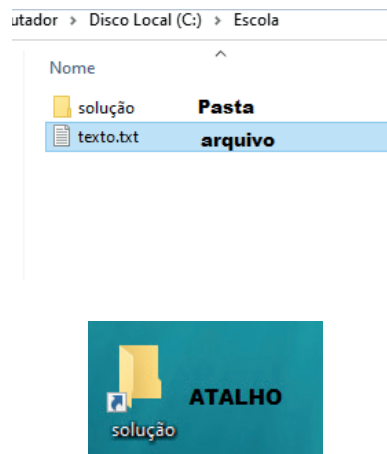 utador > Disco Local (C:) > Escola
Nome
solução Pasta
texto.txt arquivo
ATALHO
solução